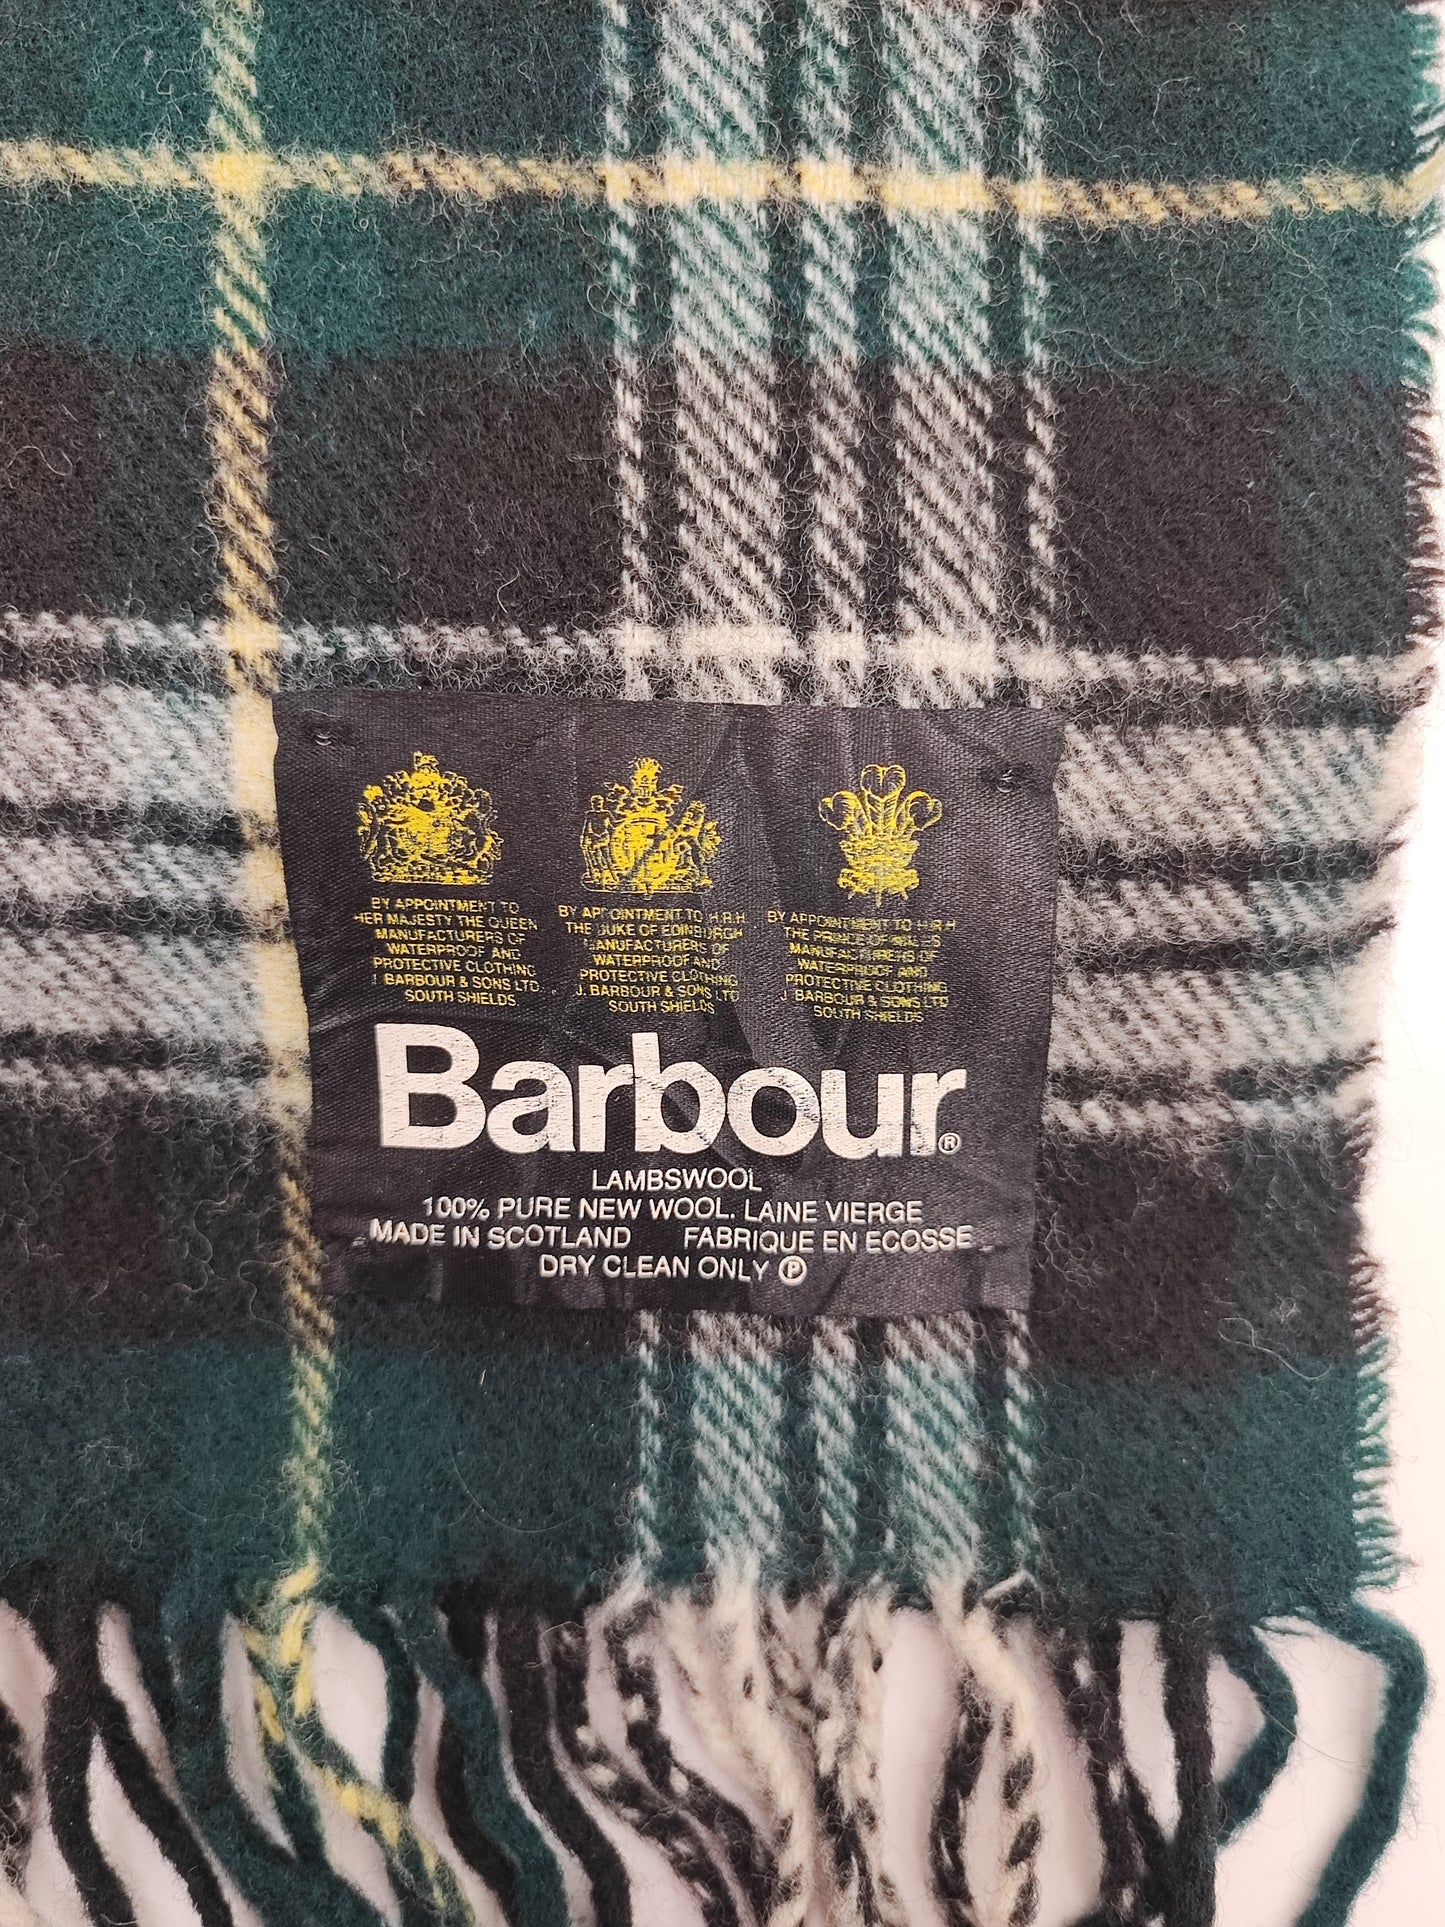 BY APPOINTMENT TO
HER MAJESTY THE QUEEN
MANUFACTURERS OF
WATERPROOF AND
PROTECTIVE CLOTHING
J. BARBOUR & SONS LTD
SOUTH SHIELDS
BY APPOINTMENT TO H.R.H
THE DUKE OF EDINBURGH
MANUFACTURERS OF
WATERPROOF AND
PROTECTIVE CLOTHING
J. BARBOUR & SONS LTD
SOUTH SHIELDS
BY APPOINTMENT TO H.R.H
THE PRINCE OF WALES
MANUFACTURERS OF
WATERPROOF AND
PROTECTIVE CLOTHING
J BARBOUR & SONS LTD
SOUTH SHIELDS
Barbour®
LAMBSWOOL
100% PURE NEW WOOL. LAINE VIERGE
MADE IN SCOTLAND FABRIQUE EN ECOSSE
DRY CLEAN ONLY Ⓟ